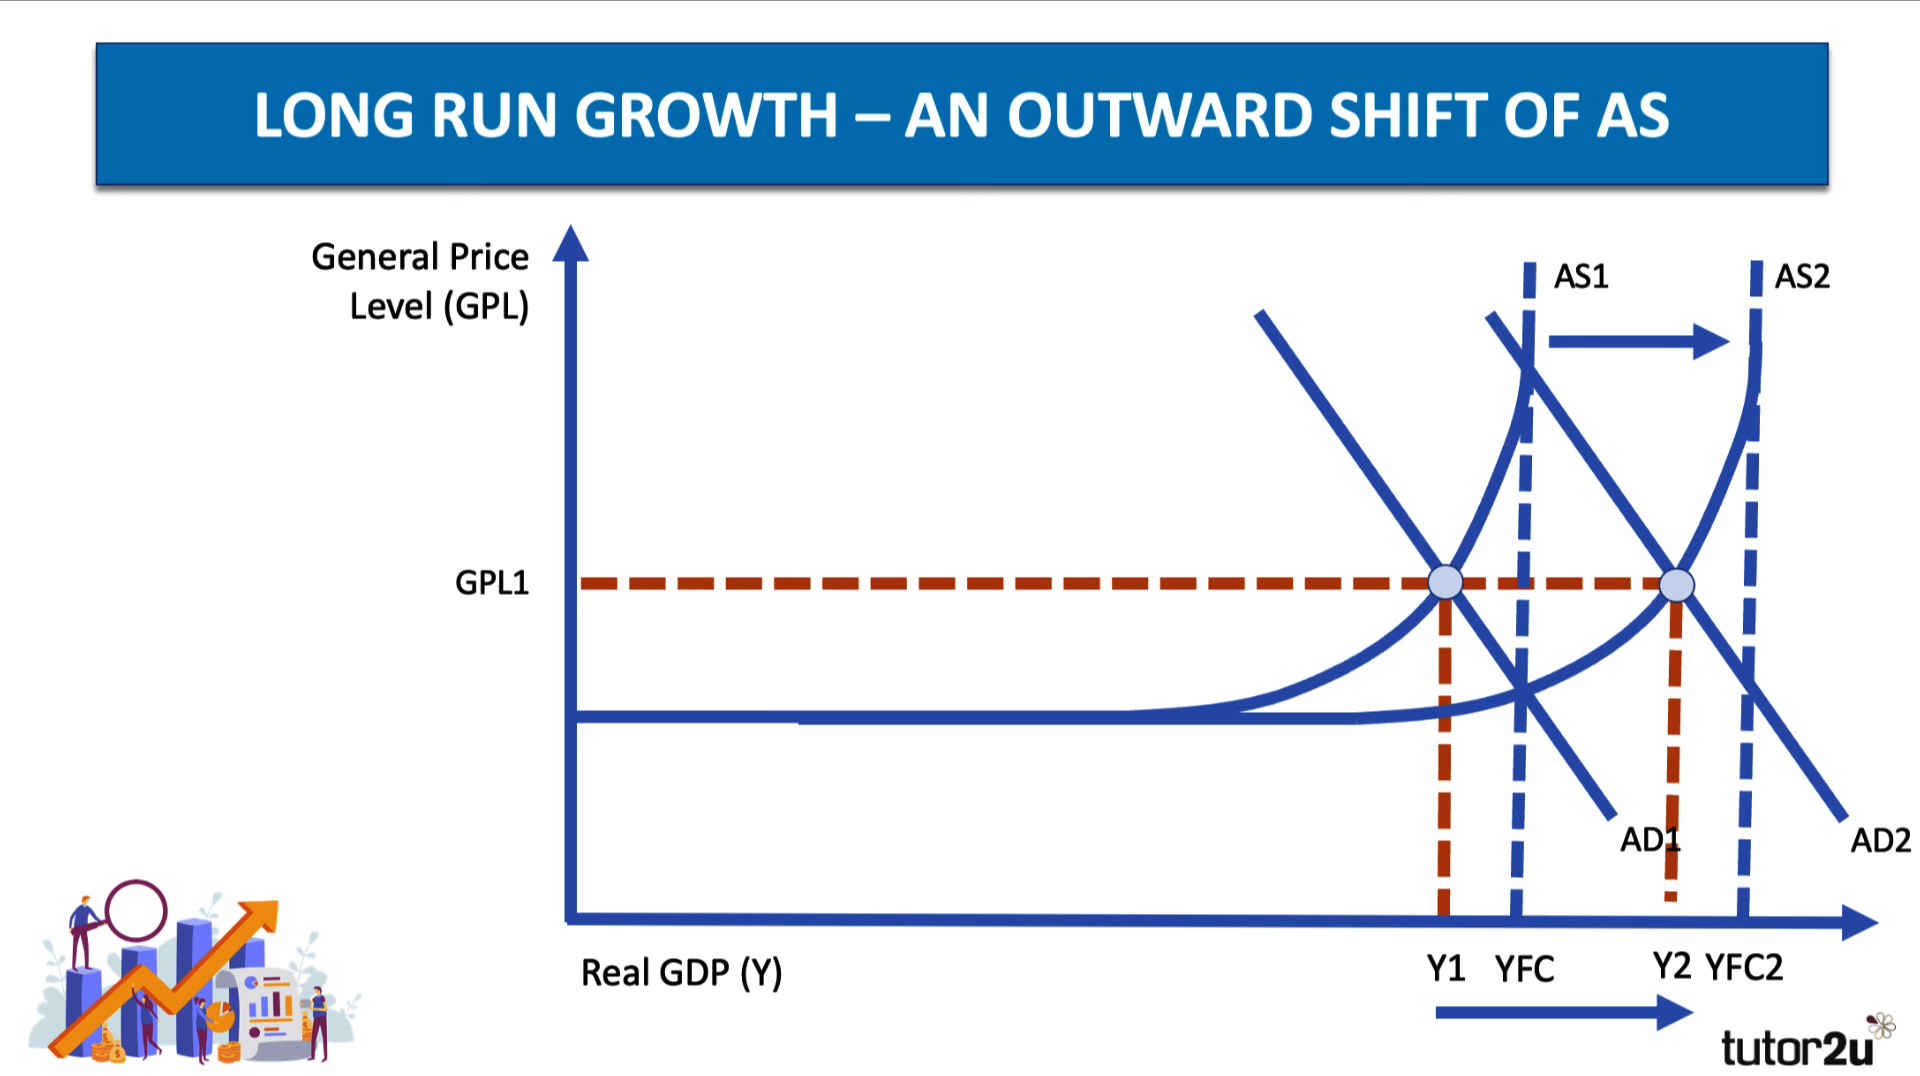 LONG RUN GROWTH – AN OUTWARD SHIFT OF AS
General Price
Level (GPL)
AS1
AS2
GPL1
AD1
AD2
Real GDP (Y)
Y1
YFC
Y2
YFC2
tutor2u